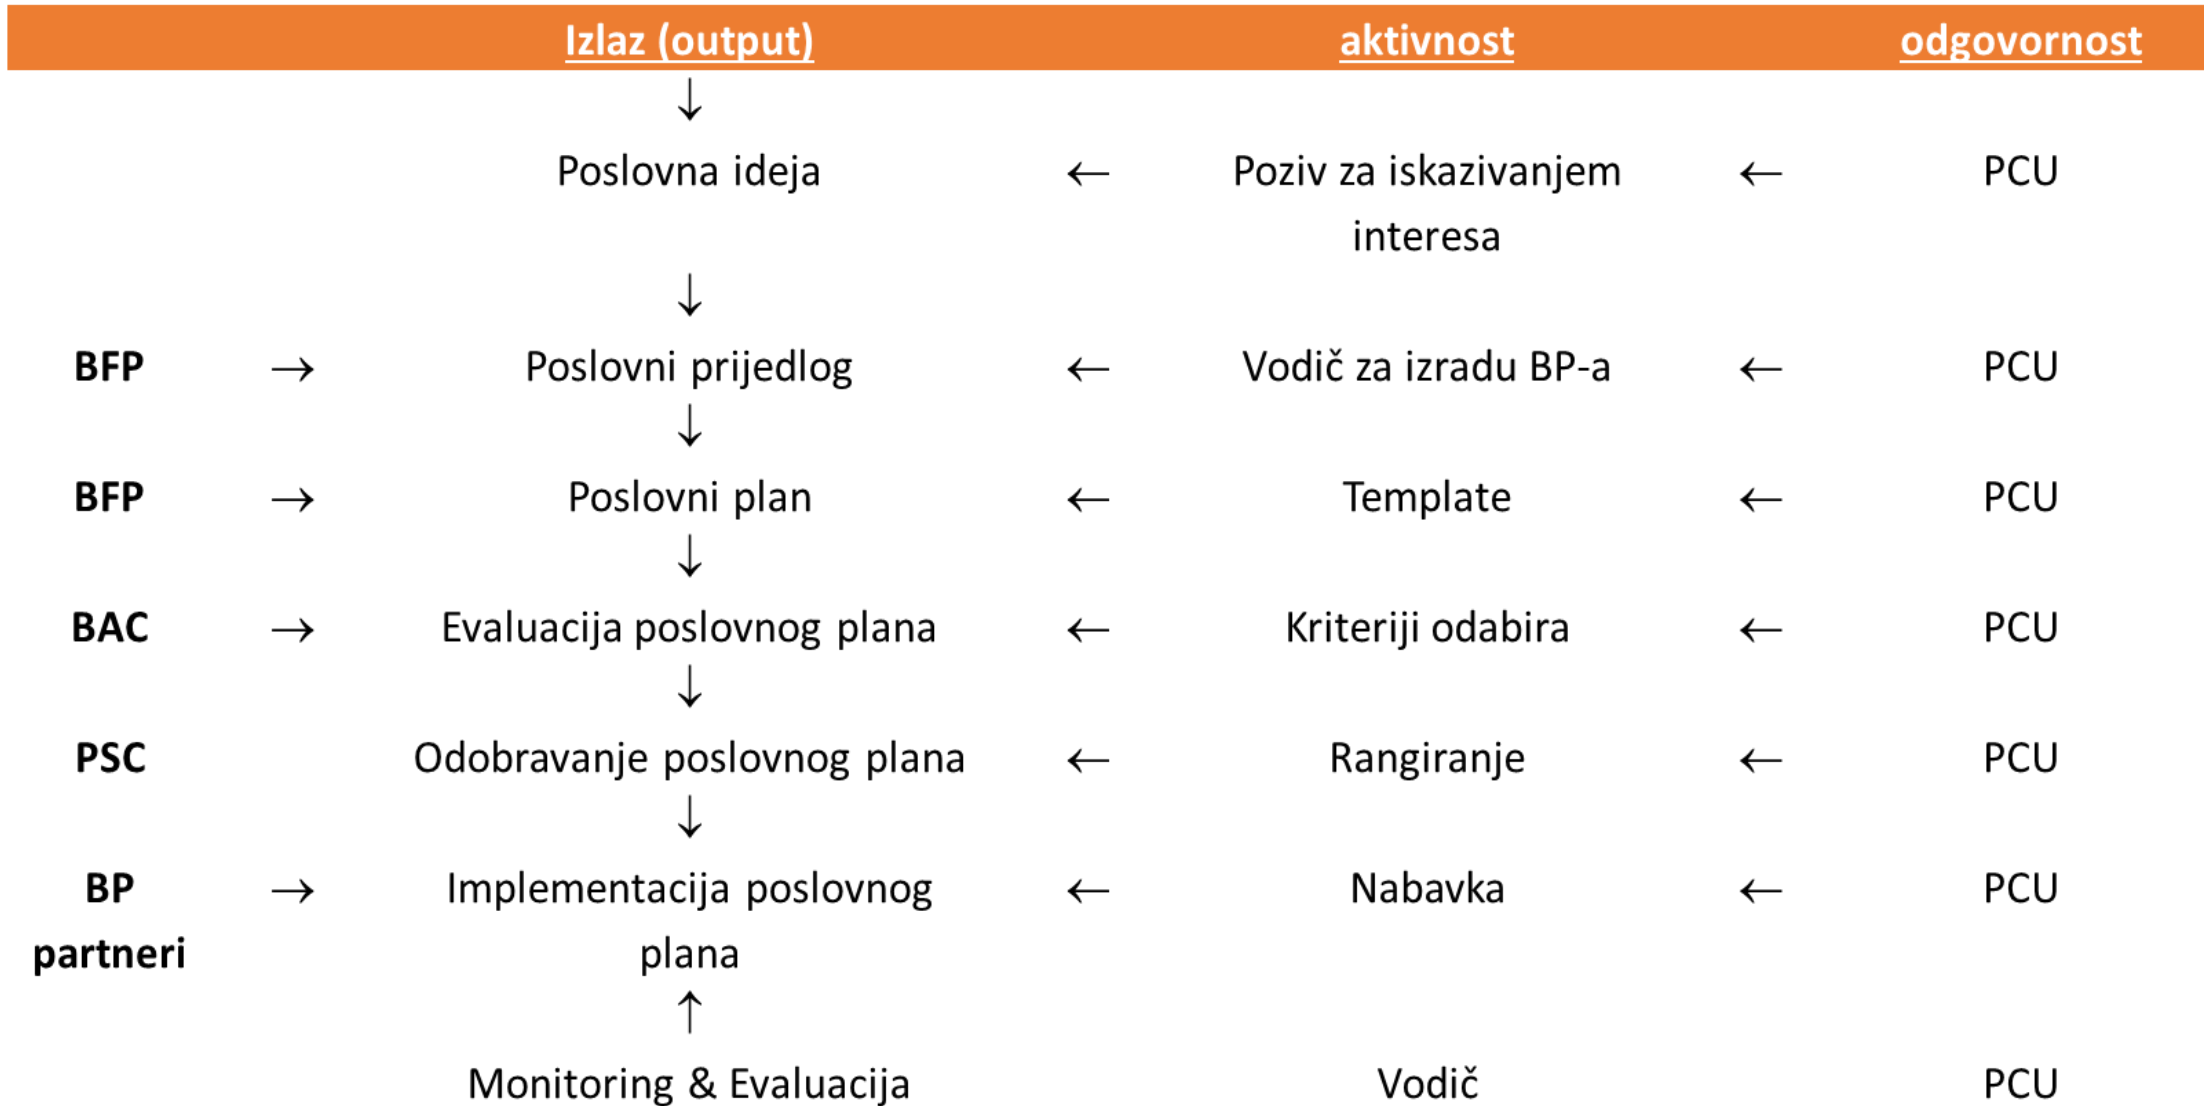 Izlaz (output) aktivnost odgovornost
↓
Poslovna ideja ← Poziv za iskazivanjem ← PCU
interesa
↓
BFP → Poslovni prijedlog ← Vodič za izradu BP-a ← PCU
↓
BFP → Poslovni plan ← Template ← PCU
↓
BAC → Evaluacija poslovnog plana ← Kriteriji odabira ← PCU
↓
PSC Odobravanje poslovnog plana ← Rangiranje ← PCU
↓
BP → Implementacija poslovnog ← Nabavka ← PCU
partneri plana
↑
Monitoring & Evaluacija Vodič PCU